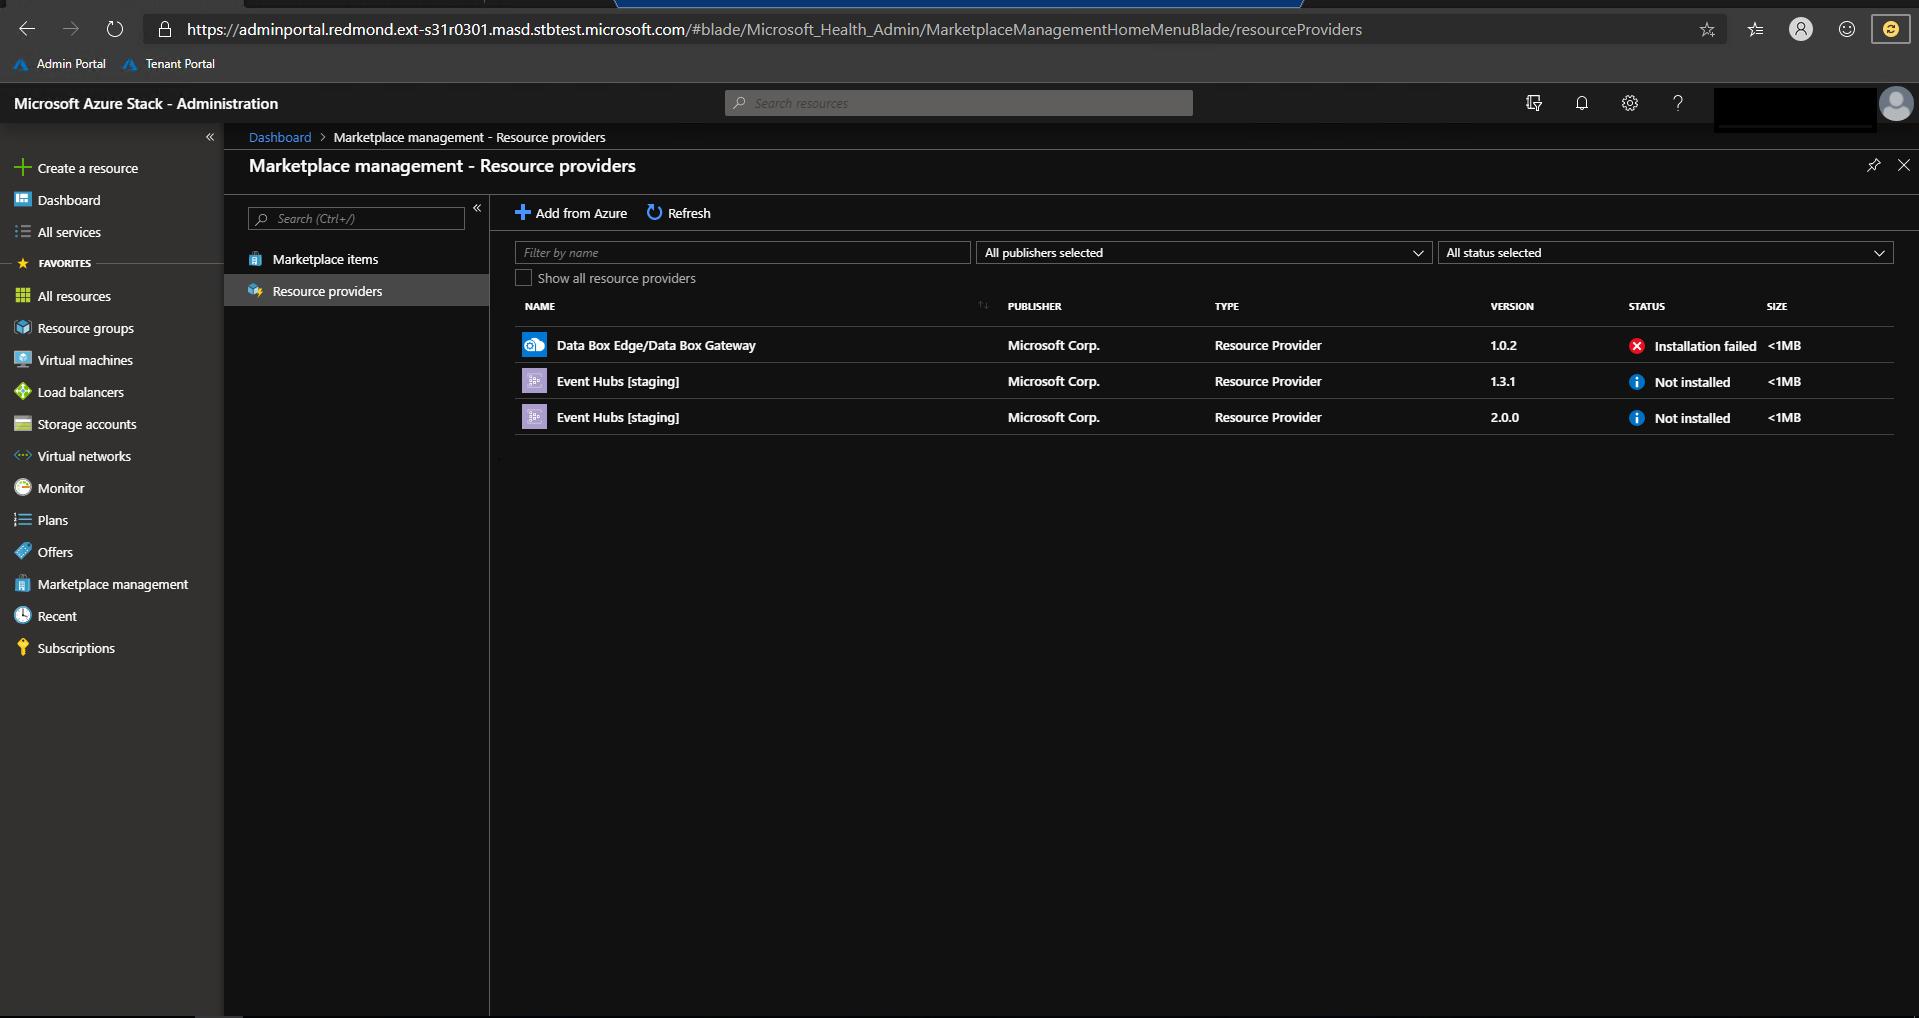 https://adminportal.redmond.ext-s31r0301.masd.stbtest.microsoft.com/#blade/Microsoft_Health_Admin/MarketplaceManagementHomeMenuBlade/resourceProviders
Admin Portal Tenant Portal
Microsoft Azure Stack - Administration
Search resources
Dashboard > Marketplace management - Resource providers
Marketplace management - Resource providers
Create a resource
Dashboard
All services
FAVORITES
All resources
Resource groups
Virtual machines
Load balancers
Storage accounts
Virtual networks
Monitor
Plans
Offers
Marketplace management
Recent
Subscriptions
Search (Ctrl+/)
Marketplace items
Resource providers
Add from Azure Refresh
Filter by name All publishers selected All status selected
Show all resource providers
NAME PUBLISHER TYPE VERSION STATUS SIZE
Data Box Edge/Data Box Gateway Microsoft Corp. Resource Provider 1.0.2 Installation failed <1MB
Event Hubs [staging] Microsoft Corp. Resource Provider 1.3.1 Not installed <1MB
Event Hubs [staging] Microsoft Corp. Resource Provider 2.0.0 Not installed <1MB